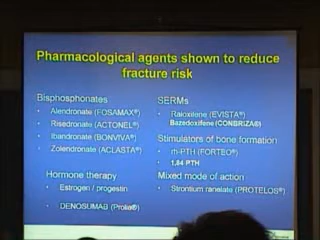 Pharmacological agents shown to reduce
fracture risk
Bisphosphonates
• Alendronate (FOSAMAX®)
• Risedronate (ACTONEL®)
• Ibandronate (BONVIVA®)
• Zolendronate (ACLASTA®)
Hormone therapy
• Estrogen / progestin
• DENOSUMAB (Prolia®)
SERMs
• Raloxifene (EVISTA®)
Bazedoxifene (CONBRIZA®)
Stimulators of bone formation
• rh-PTH (FORTEO®)
• 1.84 PTH
Mixed mode of action
• Strontium ranelate (PROTELOS®)